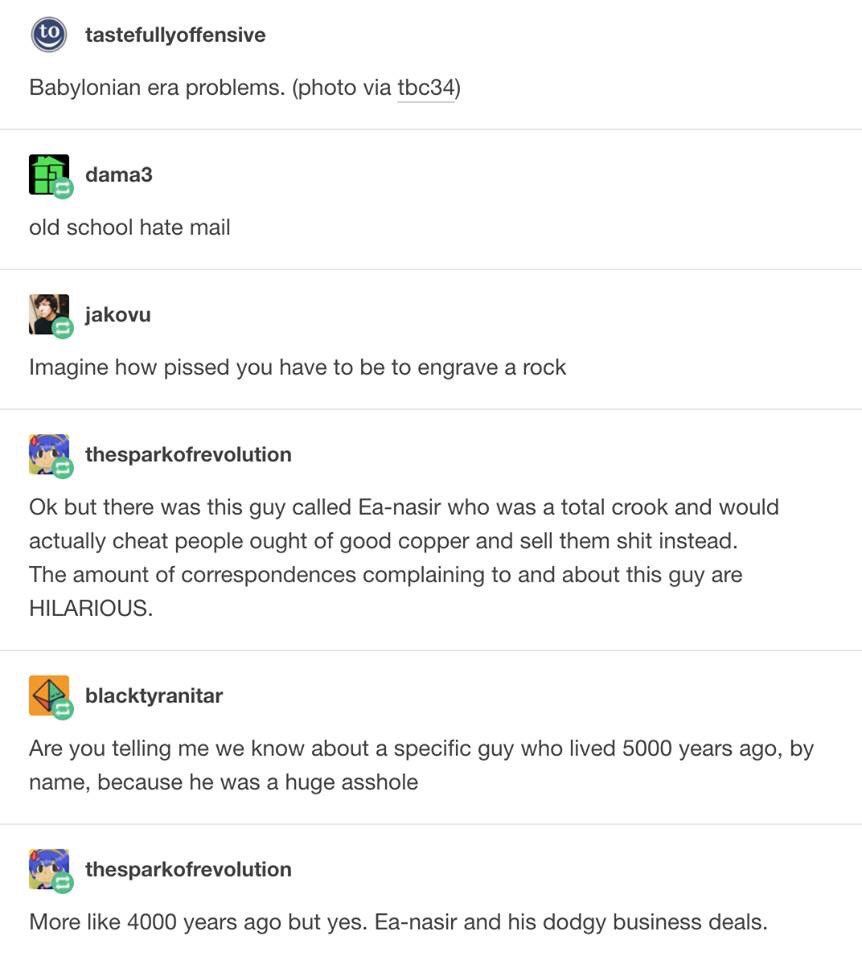 to
tastefullyoffensive
Babylonian era problems. (photo via tbc34)
dama3
old school hate mail
jakovu
Imagine how pissed you have to be to engrave a rock
thesparkofrevolution
Ok but there was this guy called Ea-nasir who was a total crook and would
actually cheat people ought of good copper and sell them shit instead.
The amount of correspondences complaining to and about this guy are
HILARIOUS.
blacktyranitar
Are you telling me we know about a specific guy who lived 5000 years ago, by
name, because he was a huge asshole
thesparkofrevolution
More like 4000 years ago but yes. Ea-nasir and his dodgy business deals.